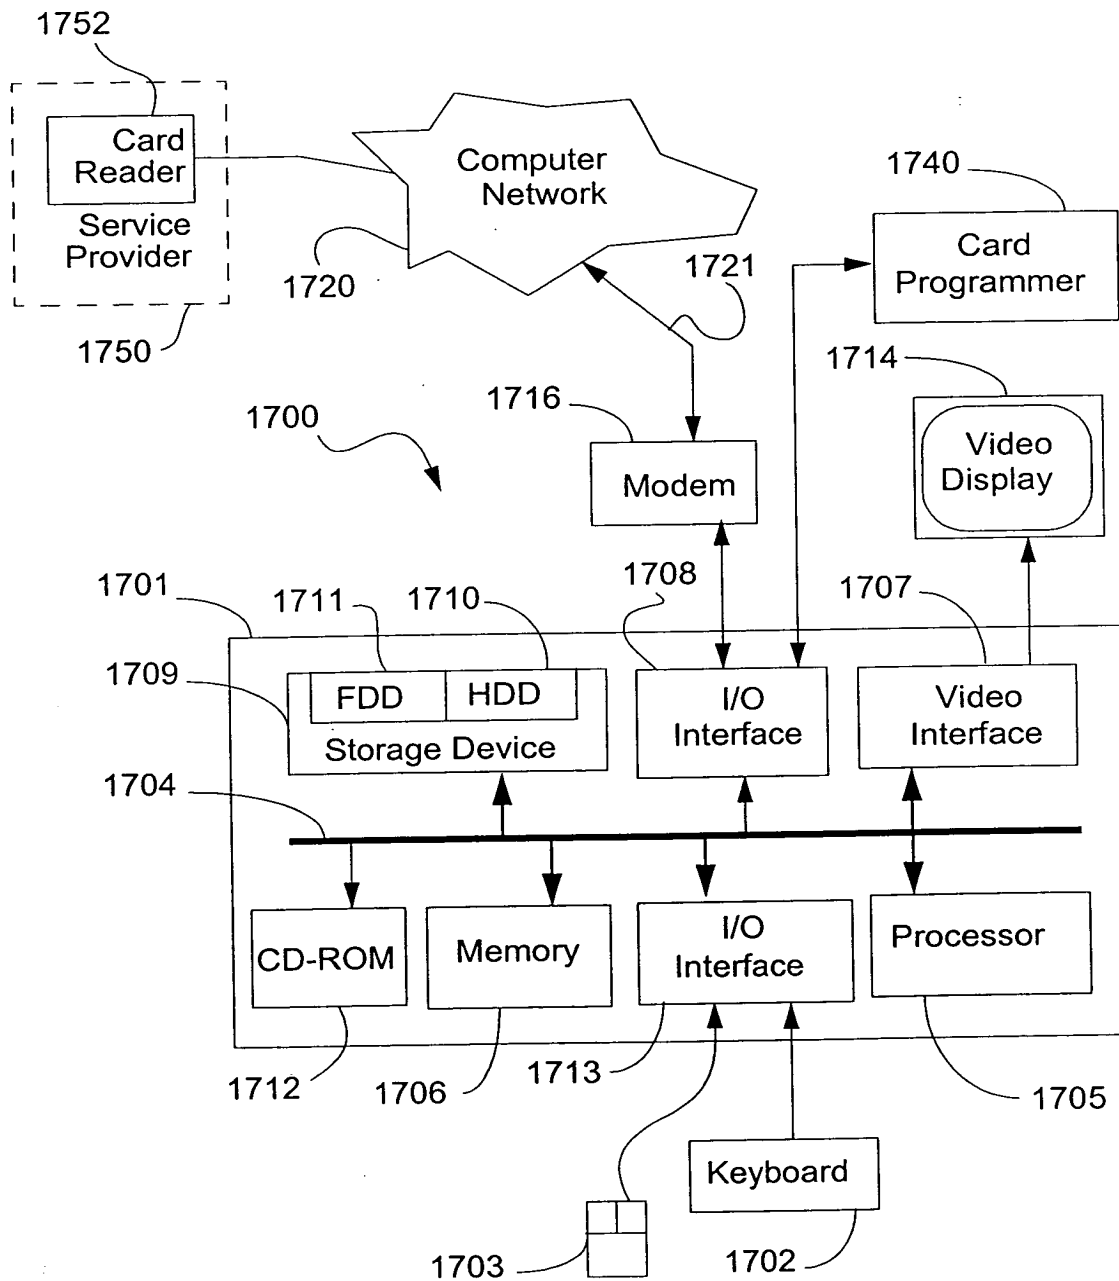 1752
Card
Reader
Service
Provider
1750
Computer
Network
1720
1721
1740
Card
Programmer
1714
Video
Display
1716
Modem
1700
1701
1711
1710
1708
1707
1709
FDD
HDD
Storage Device
I/O
Interface
Video
Interface
1704
CD-ROM
Memory
I/O
Interface
Processor
1712
1706
1713
1705
Keyboard
1703
1702